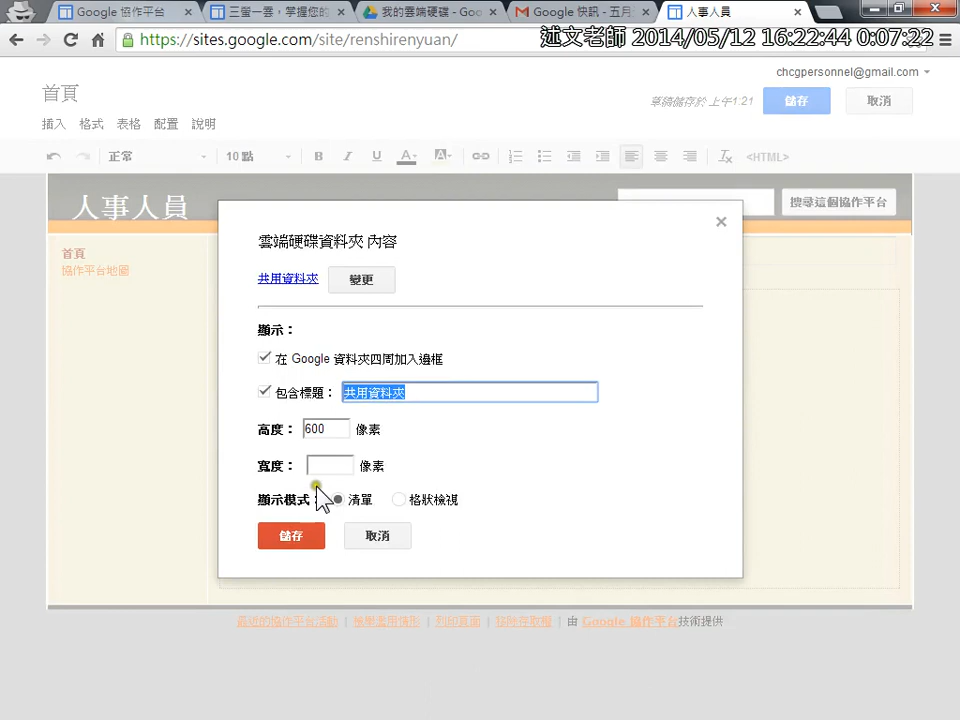 Google 協作平台
三螢一雲，掌握您的
我的雲端硬碟 - Goo
Google 快訊 - 五月
人事人員
https://sites.google.com/site/renshirenyuan/
述文老師 2014/05/12 16:22:44 0:07:22
chcgpersonnel@gmail.com
首頁
草稿儲存於 上午1:21
儲存
取消
插入 格式 表格 配置 說明
正常
10 點
B I U A A
<HTML>
人事人員
搜尋這個協作平台
首頁
協作平台地圖
雲端硬碟資料夾 內容
共用資料夾
變更
顯示：
在 Google 資料夾四周加入邊框
包含標題： 共用資料夾
高度： 600 像素
寬度： 像素
顯示模式： 清單 格狀檢視
儲存
取消
最近的協作平台活動 | 檢舉濫用情形 | 列印頁面 | 移除存取權 | 由 Google 協作平台技術提供